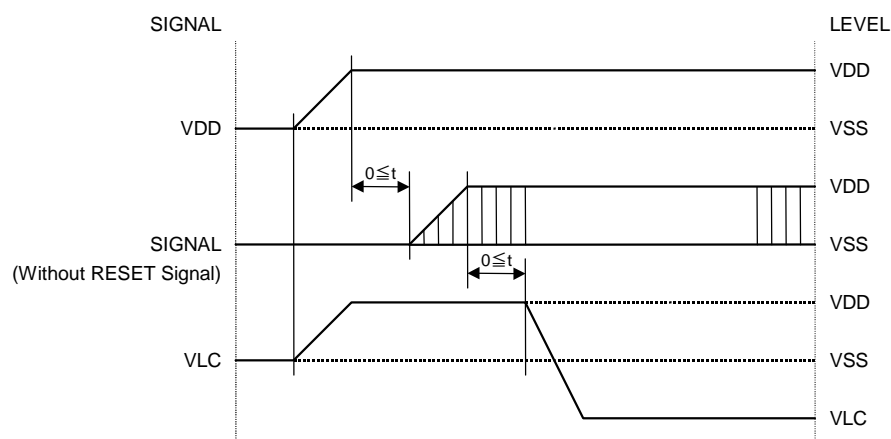 SIGNAL LEVEL
VDD
VDD VSS
0≦t
VDD
SIGNAL VSS
(Without RESET Signal)
0≦t
VDD
VLC VSS
VLC